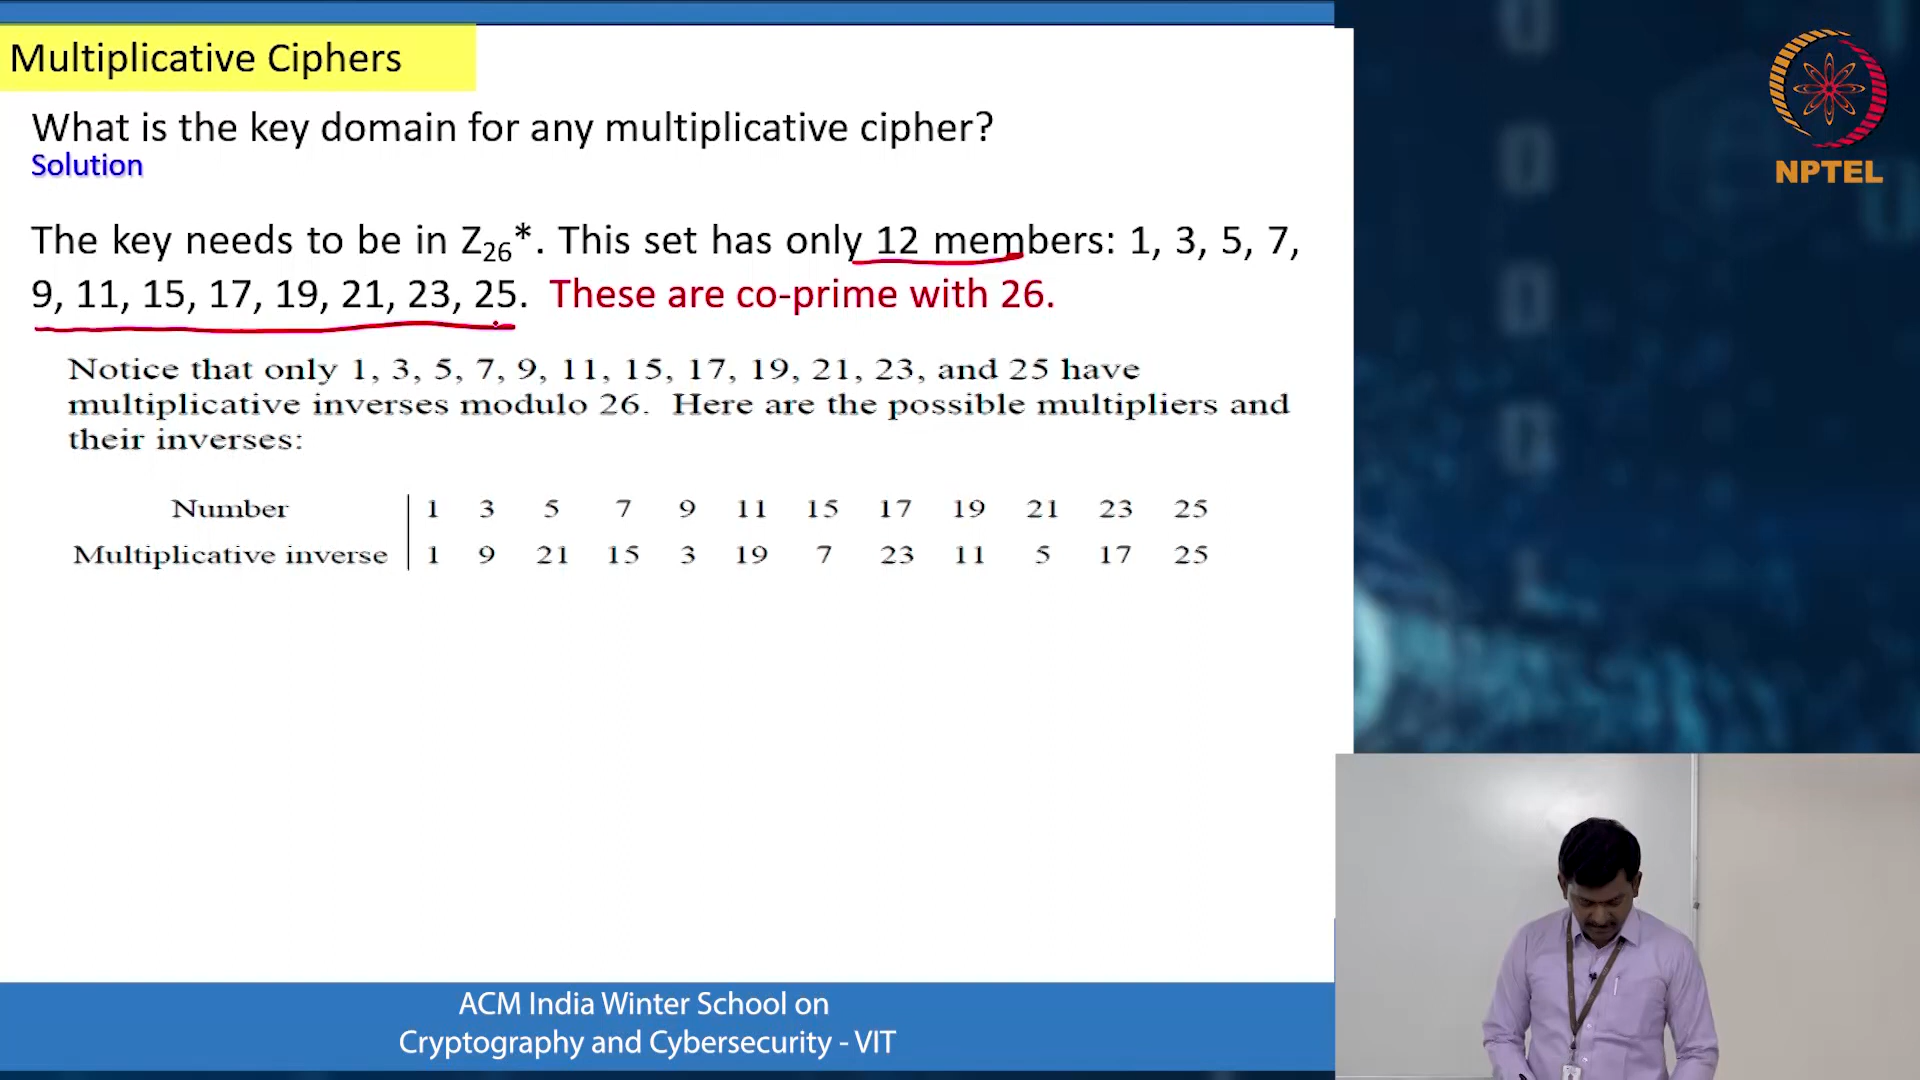 Multiplicative Ciphers
What is the key domain for any multiplicative cipher?
Solution
The key needs to be in Z26*. This set has only 12 members: 1, 3, 5, 7,
9, 11, 15, 17, 19, 21, 23, 25. These are co-prime with 26.
Notice that only 1, 3, 5, 7, 9, 11, 15, 17, 19, 21, 23, and 25 have
multiplicative inverses modulo 26. Here are the possible multipliers and
their inverses:
Number 1 3 5 7 9 11 15 17 19 21 23 25
Multiplicative inverse 1 9 21 15 3 19 7 23 11 5 17 25
NPTEL
ACM India Winter School on
Cryptography and Cybersecurity - VIT